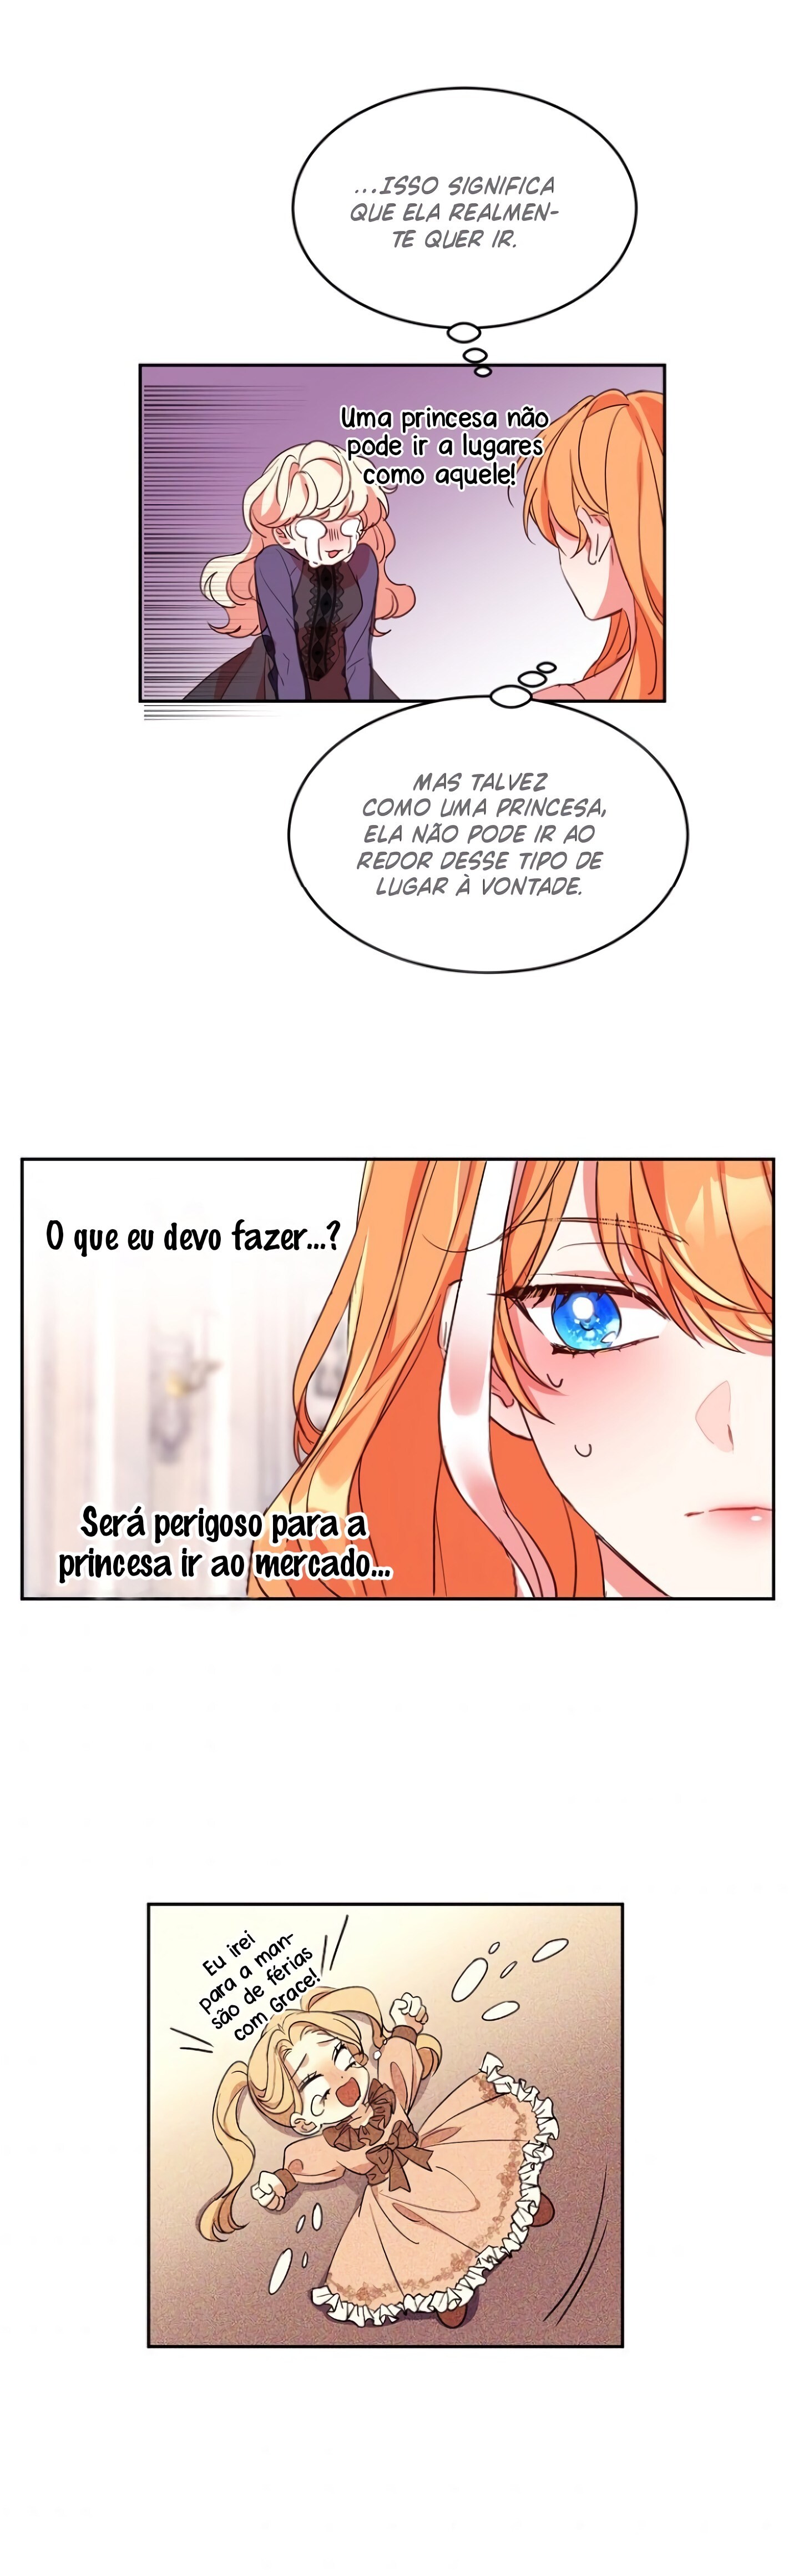 ...ISSO SIGNIFICA
QUE ELA REALMEN-
TE QUER IR.
Uma princesa não
pode ir a lugares
como aquele!
MAS TALVEZ
COMO UMA PRINCESA,
ELA NÃO PODE IR AO
REDOR DESSE TIPO DE
LUGAR À VONTADE.
O que eu devo fazer...?
Será perigoso para a
princesa ir ao mercado...
Eu irei
para a man-
são de férias
com Grace!